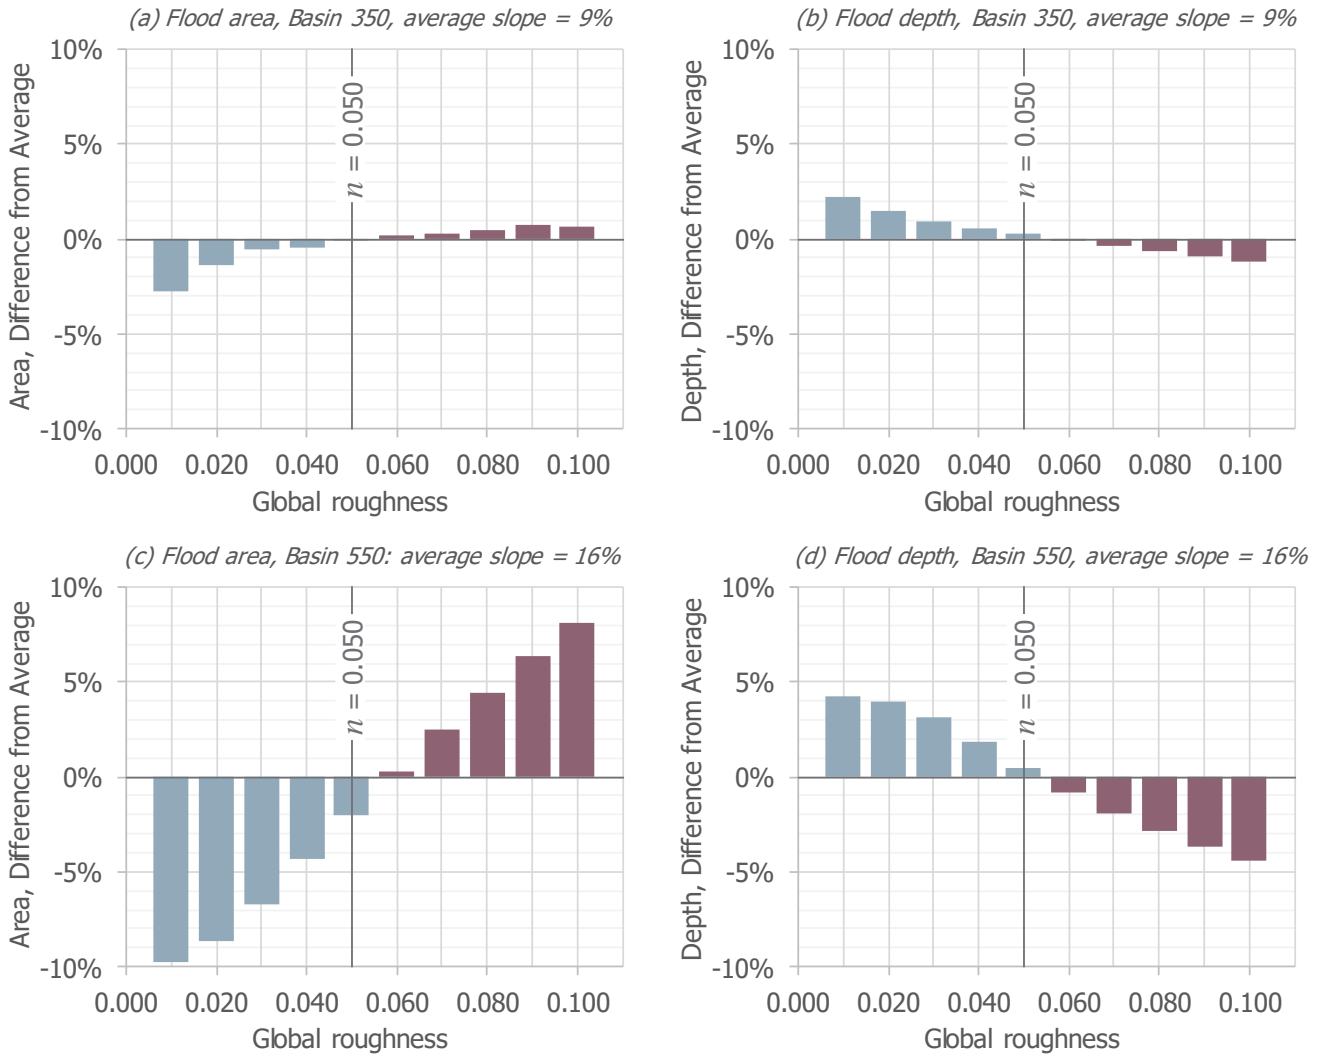 (a) Flood area, Basin 350, average slope = 9%
Area, Difference from Average
10%
5%
0%
-5%
-10%
n = 0.050
0.000 0.020 0.040 0.060 0.080 0.100
Global roughness
(b) Flood depth, Basin 350, average slope = 9%
Depth, Difference from Average
10%
5%
0%
-5%
-10%
n = 0.050
0.000 0.020 0.040 0.060 0.080 0.100
Global roughness
(c) Flood area, Basin 550: average slope = 16%
Area, Difference from Average
10%
5%
0%
-5%
-10%
n = 0.050
0.000 0.020 0.040 0.060 0.080 0.100
Global roughness
(d) Flood depth, Basin 550, average slope = 16%
Depth, Difference from Average
10%
5%
0%
-5%
-10%
n = 0.050
0.000 0.020 0.040 0.060 0.080 0.100
Global roughness